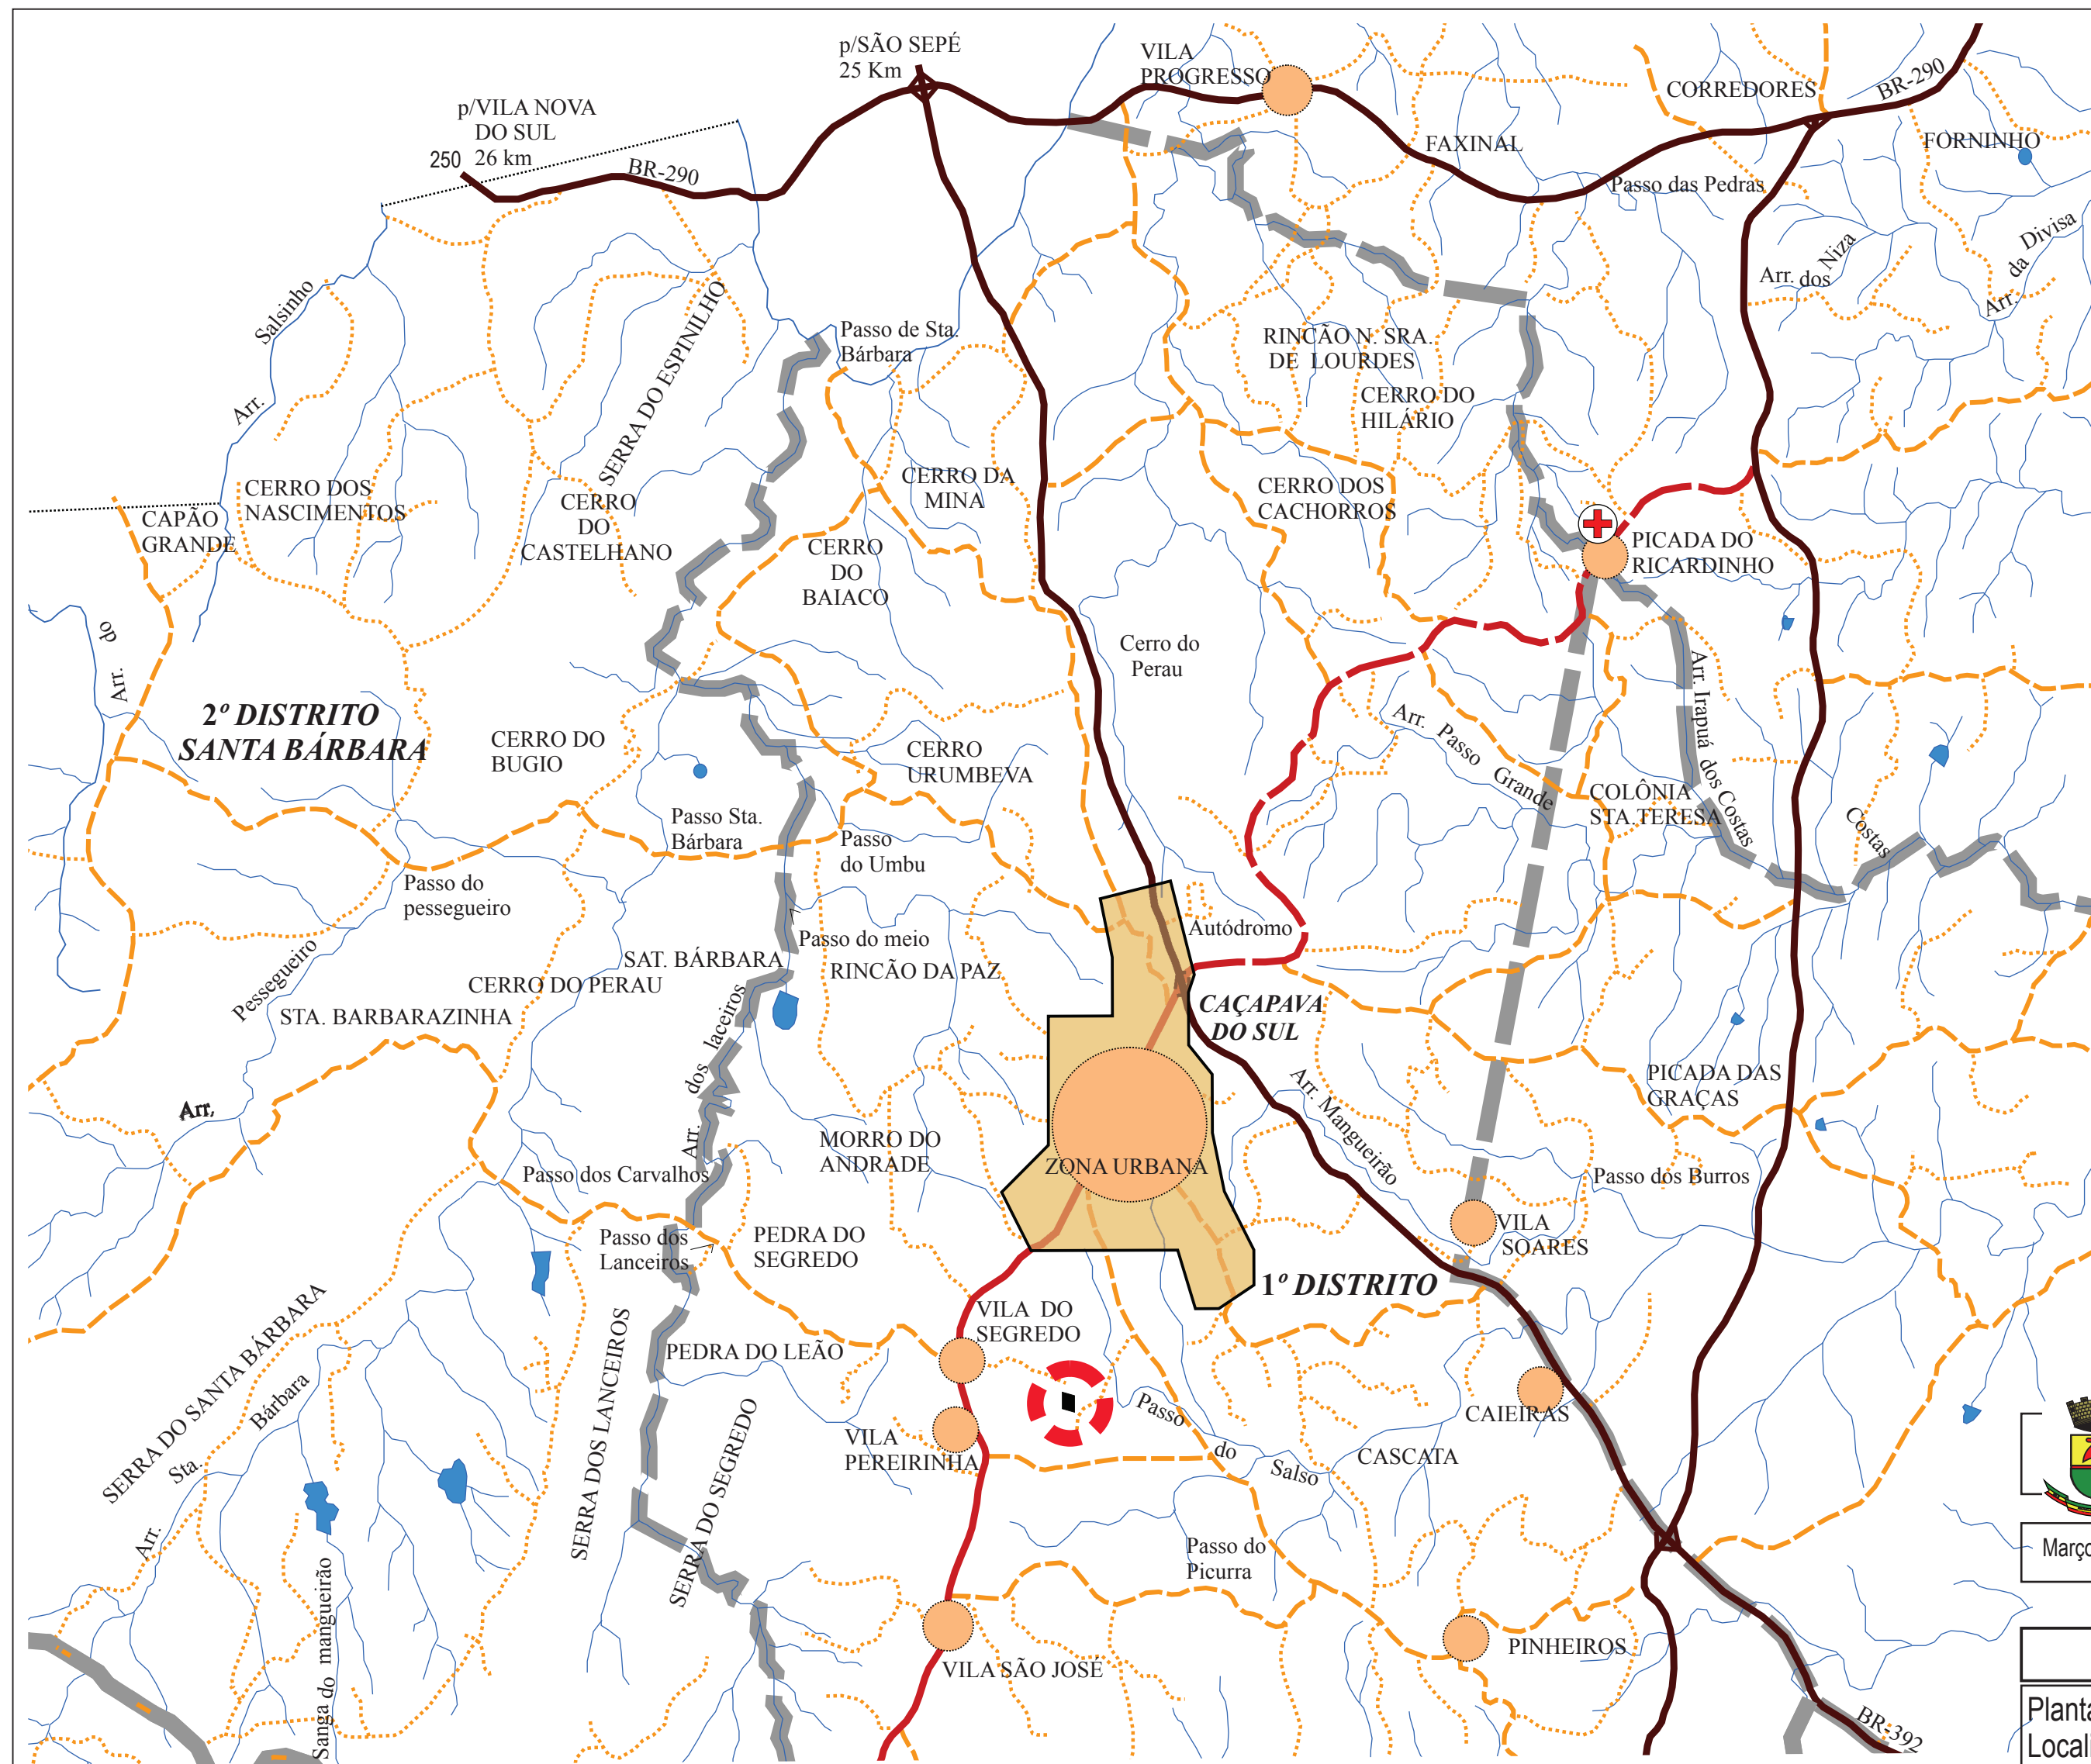 p/SÃO SEPÉ
25 Km
VILA
PROGRESSO
p/VILA NOVA
DO SUL
250 26 km
BR-290
CORREDORES
BR-290
FAXINAL
FORNINHO
Passo das Pedras
Arr. dos Niza
Arr. da Divisa
Arr. Salsinho
SERRA DO ESPINILHO
Passo de Sta.
Bárbara
RINCÃO N. SRA.
DE LOURDES
CERRO DO
HILÁRIO
CERRO DOS
NASCIMENTOS
CAPÃO
GRANDE
CERRO
DO
CASTELHANO
CERRO DA
MINA
CERRO
DO
BAIACO
CERRO DOS
CACHORROS
PICADA DO
RICARDINHO
Arr. do
Cerro do
Perau
2º DISTRITO
SANTA BÁRBARA
CERRO DO
BUGIO
CERRO
URUMBEVA
Arr. Passo Grande
Arr. Irapuá dos Costas
COLÔNIA
STA.TERESA
Costas
Passo Sta.
Bárbara
Passo
do Umbu
Passo do
pessegueiro
Autódromo
Passo do meio
SAT. BÁRBARA
RINCÃO DA PAZ
CERRO DO PERAU
Pessegueiro
STA. BARBARAZINHA
Arr. dos laceiros
CAÇAPAVA
DO SUL
Arr.
Arr. Mangueirão
PICADA DAS
GRAÇAS
MORRO DO
ANDRADE
ZONA URBANA
Passo dos Carvalhos
Passo dos Burros
Passo dos
Lanceiros
PEDRA DO
SEGREDO
VILA
SOARES
1º DISTRITO
VILA DO
SEGREDO
PEDRA DO LEÃO
SERRA DO SANTA BÁRBARA
Arr. Sta. Bárbara
SERRA DOS LANCEIROS
SERRA DO SEGREDO
VILA
PEREIRINHA
Passo do Salso
CAIEIRAS
CASCATA
Passo do
Picurra
Março
Sanga do mangueirão
VILA SÃO JOSÉ
PINHEIROS
BR-392
Planta
Local